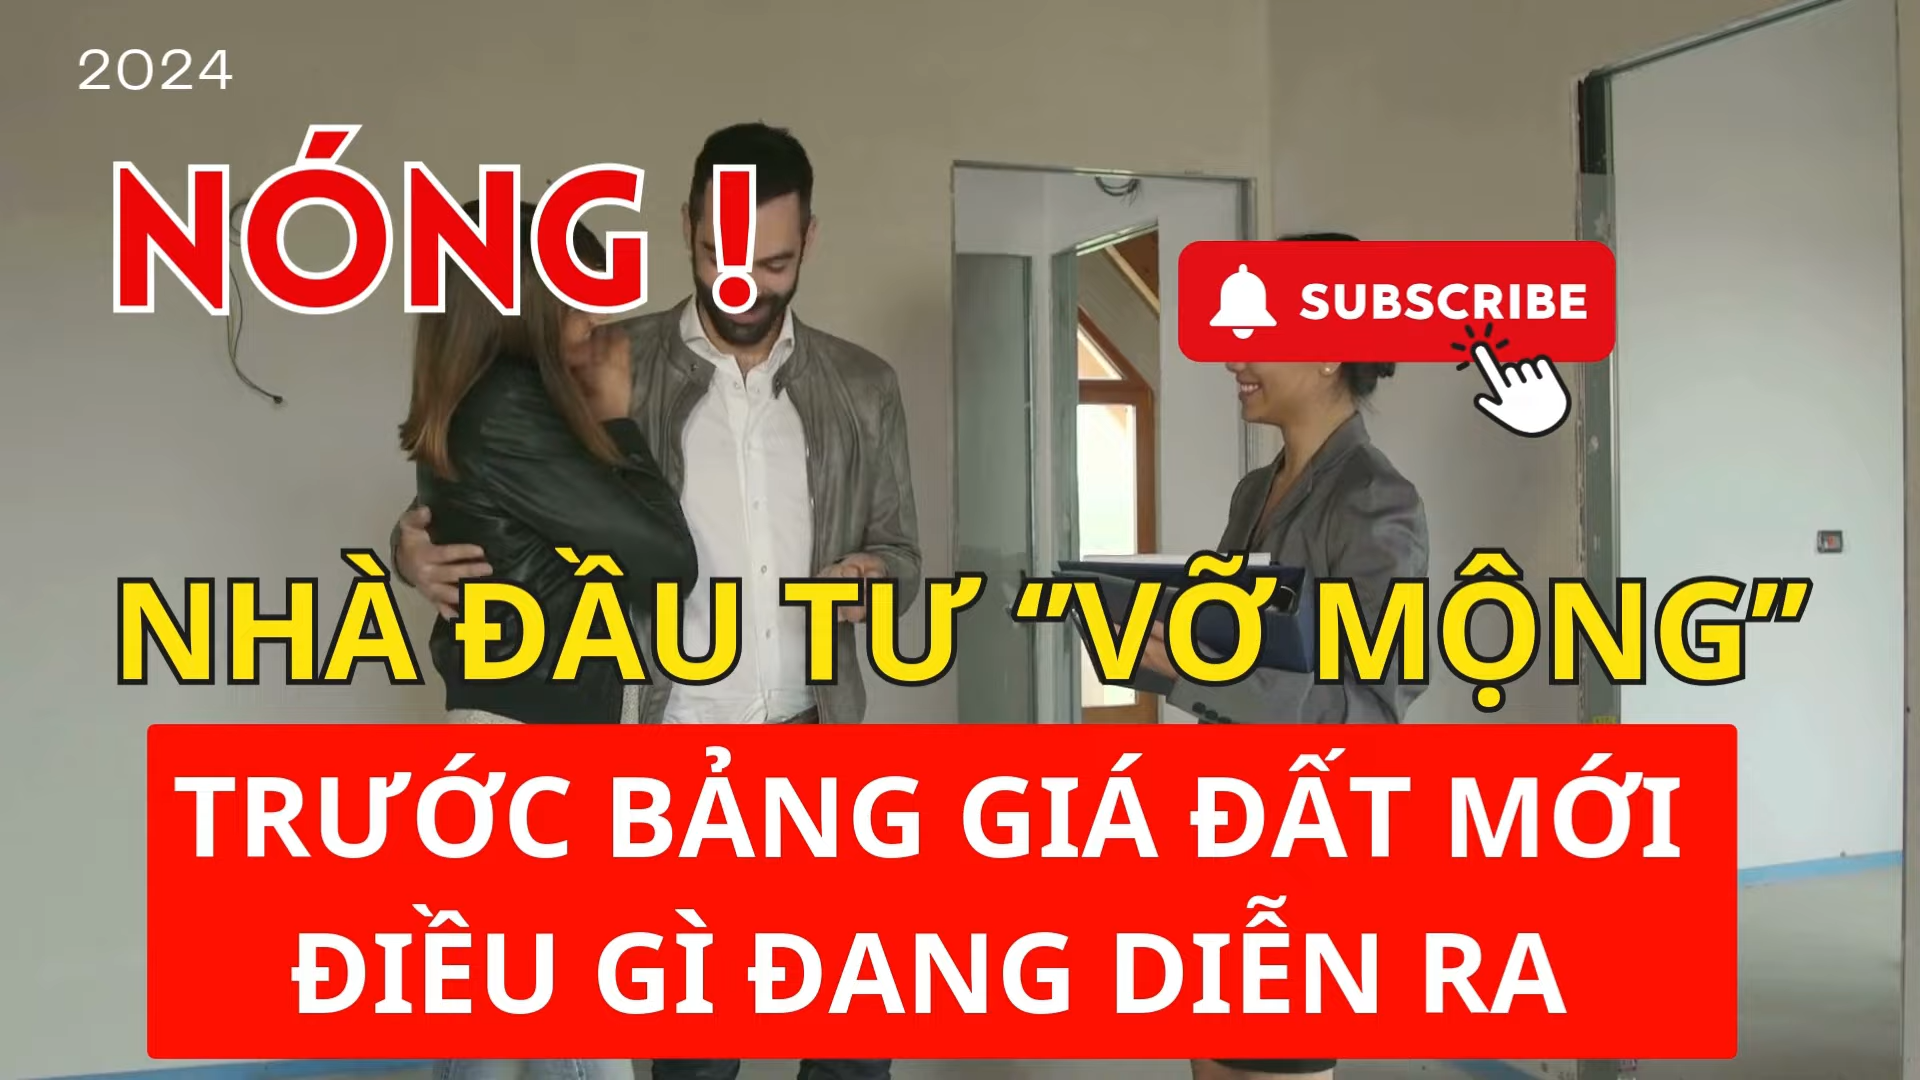 2024
NÓNG !
SUBSCRIBE
NHÀ ĐẦU TƯ “VỠ MỘNG”
TRƯỚC BẢNG GIÁ ĐẤT MỚI
ĐIỀU GÌ ĐANG DIỄN RA